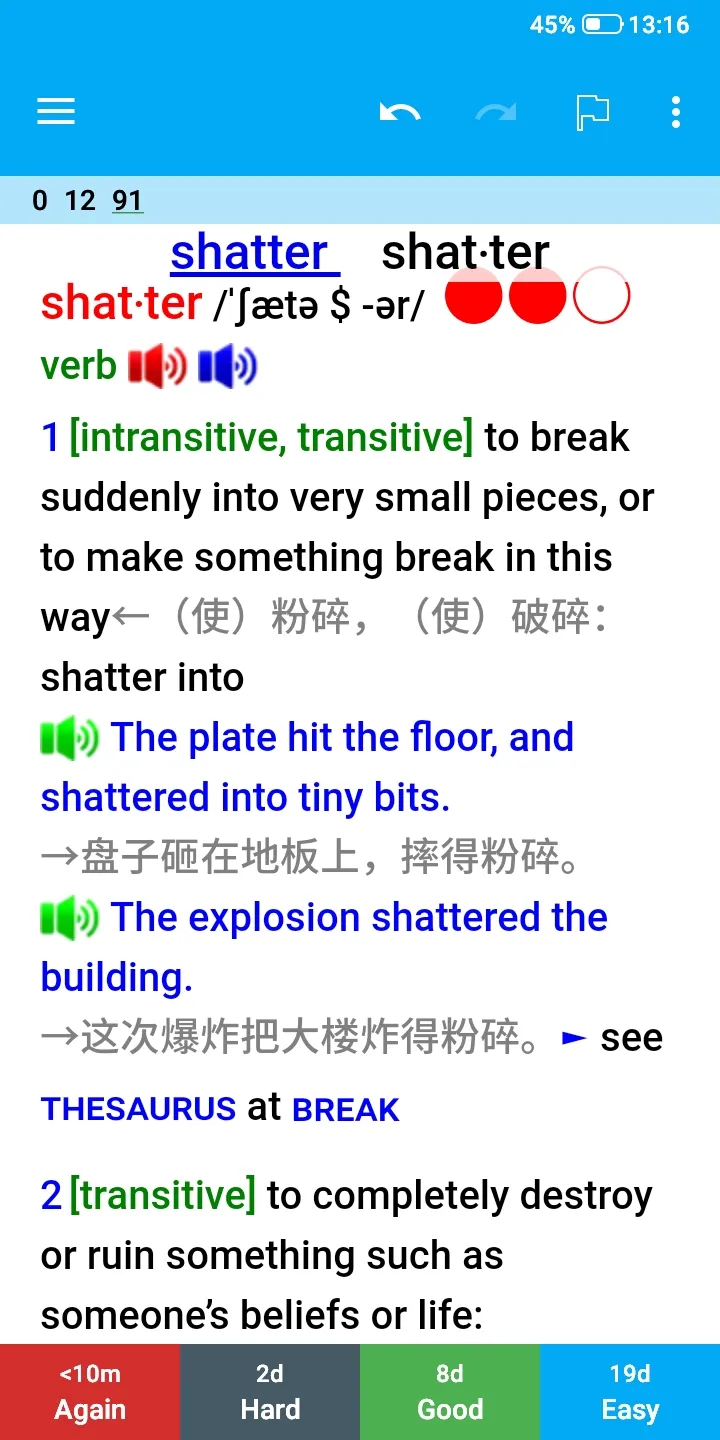 45% 13:16
0 12 91
shatter shat·ter
shat·ter /ˈʃætə $ -ər/
verb
1 [intransitive, transitive] to break
suddenly into very small pieces, or
to make something break in this
way←（使）粉碎，（使）破碎：
shatter into
The plate hit the floor, and
shattered into tiny bits.
→盘子砸在地板上，摔得粉碎。
The explosion shattered the
building.
→这次爆炸把大楼炸得粉碎。► see
THESAURUS at BREAK
2 [transitive] to completely destroy
or ruin something such as
someone’s beliefs or life:
<10m 2d 8d 19d
Again Hard Good Easy